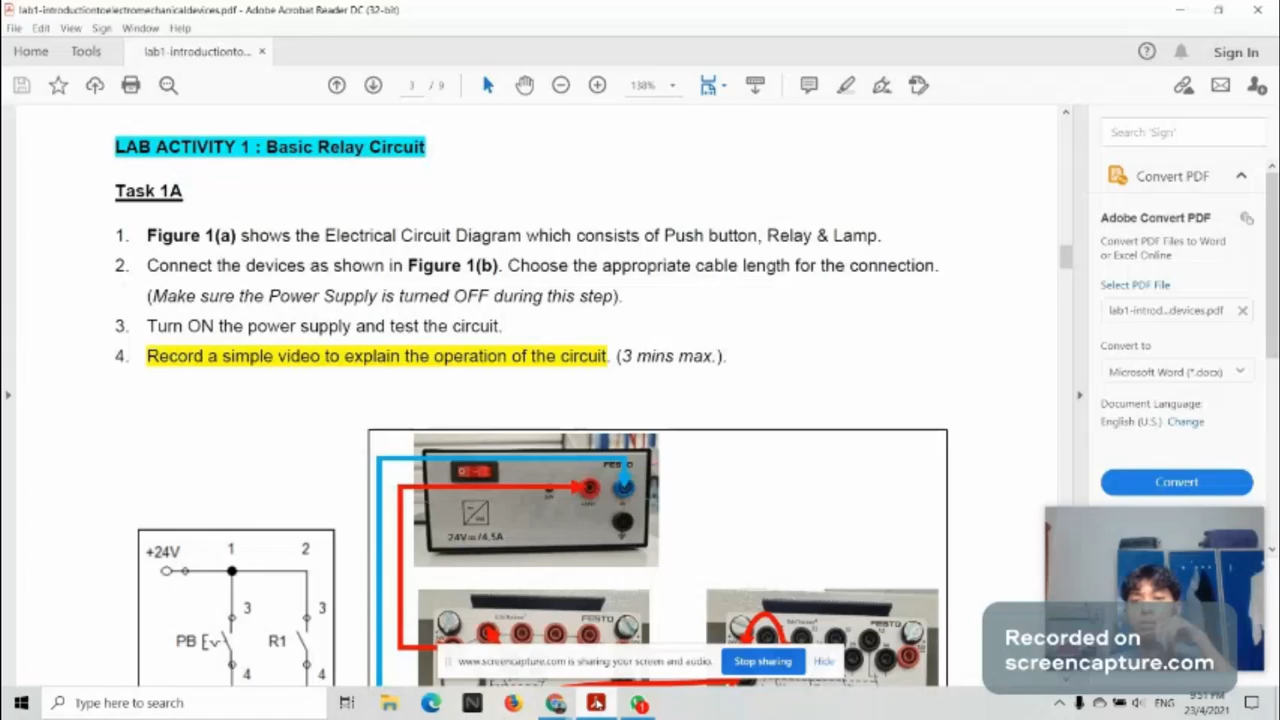 lab1-introductiontoelectromechanicaldevices.pdf - Adobe Acrobat Reader DC (32-bit)
File Edit View Sign Window Help
Home Tools lab1-introductionto... × Sign In
3 / 9 138%
LAB ACTIVITY 1 : Basic Relay Circuit
Task 1A
1. Figure 1(a) shows the Electrical Circuit Diagram which consists of Push button, Relay & Lamp.
2. Connect the devices as shown in Figure 1(b). Choose the appropriate cable length for the connection.
(Make sure the Power Supply is turned OFF during this step).
3. Turn ON the power supply and test the circuit.
4. Record a simple video to explain the operation of the circuit. (3 mins max.).
FESTO
24V⎓/4,5A
+24V 1 2
3 3
PB R1
4 4
FESTO
FESTO
www.screencapture.com is sharing your screen and audio. Stop sharing Hide
Search 'Sign'
Convert PDF
Adobe Convert PDF
Convert PDF Files to Word
or Excel Online
Select PDF File
lab1-introd...devices.pdf ×
Convert to
Microsoft Word (*.docx)
Document Language:
English (U.S.) Change
Convert
Recorded on
screencapture.com
Type here to search
ENG
9:51 PM
23/4/2021